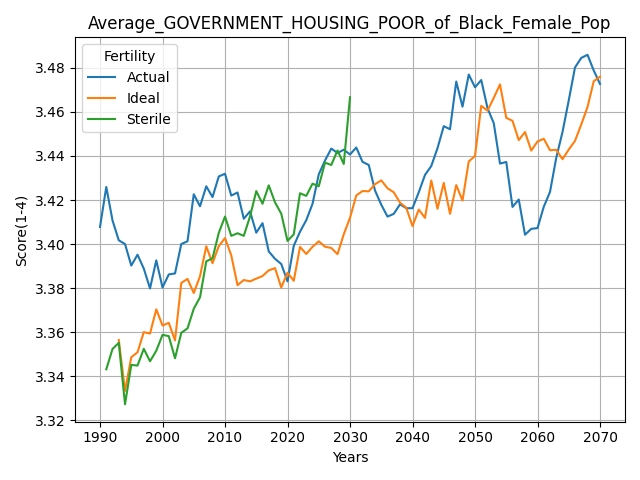 Average_GOVERNMENT_HOUSING_POOR_of_Black_Female_Pop
Fertility
Actual
Ideal
Sterile
Score(1-4)
3.48
3.46
3.44
3.42
3.40
3.38
3.36
3.34
3.32
1990 2000 2010 2020 2030 2040 2050 2060 2070
Years